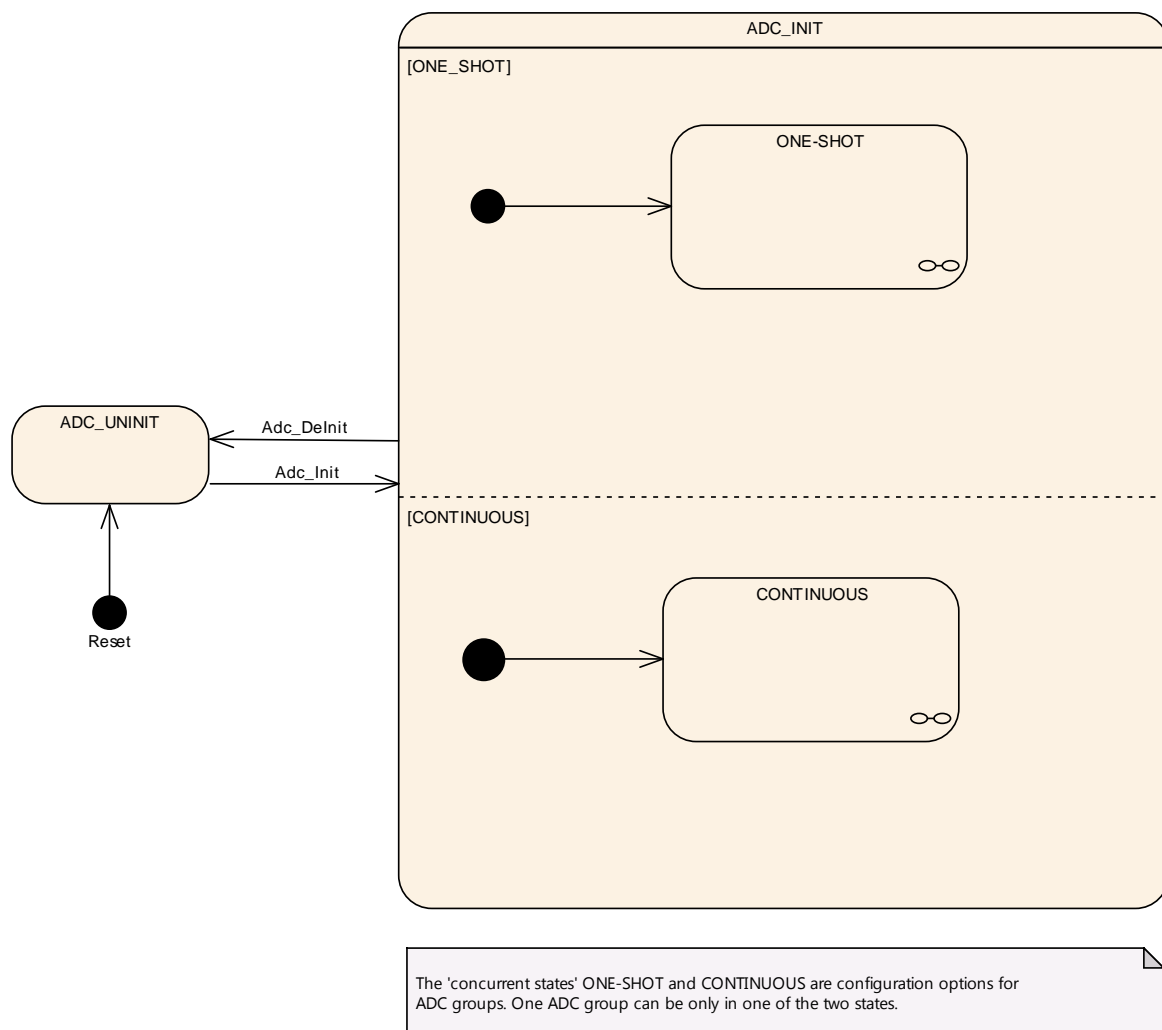 ADC_INIT
[ONE_SHOT]
ONE-SHOT
ADC_UNINIT
Adc_DeInit
Adc_Init
[CONTINUOUS]
CONTINUOUS
Reset
The 'concurrent states' ONE-SHOT and CONTINUOUS are configuration options for
ADC groups. One ADC group can be only in one of the two states.